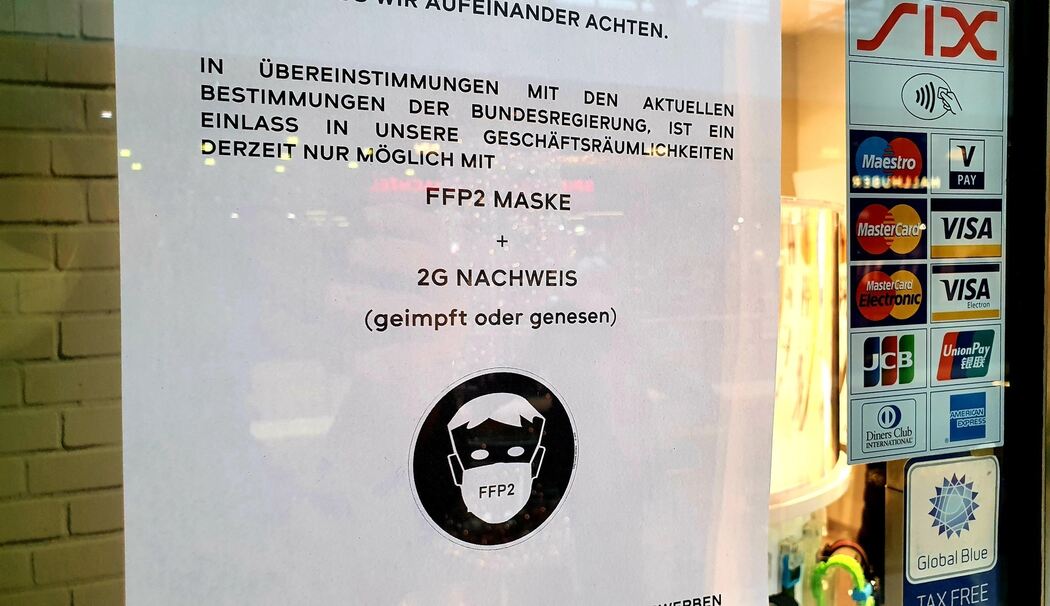 WIR AUFEINANDER ACHTEN.
IN ÜBEREINSTIMMUNGEN MIT DEN AKTUELLEN
BESTIMMUNGEN DER BUNDESREGIERUNG, IST EIN
EINLASS IN UNSERE GESCHÄFTSRÄUMLICHKEITEN
DERZEIT NUR MÖGLICH MIT
FFP2 MASKE
+
2G NACHWEIS
(geimpft oder genesen)
FFP2
SIX
Maestro
V PAY
MasterCard
VISA
MasterCard
Electronic
VISA
Electron
JCB
UnionPay
银联
Diners Club
INTERNATIONAL
AMERICAN
EXPRESS
Global Blue
TAX FREE